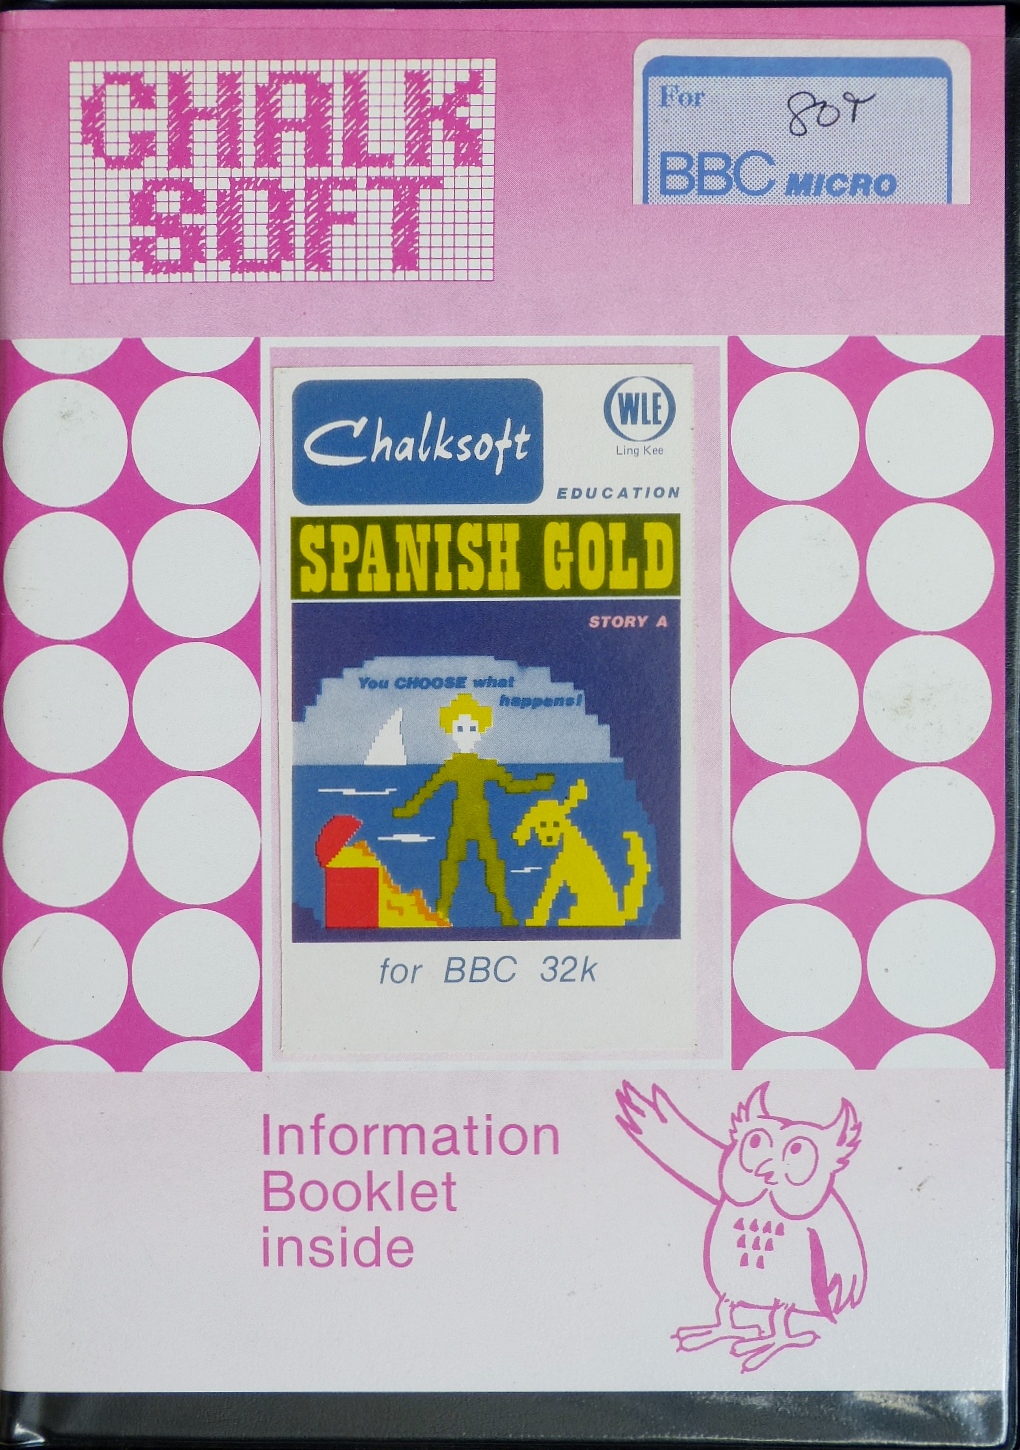 CHALK
SOFT
For
80T
BBC MICRO
Chalksoft
WLE
Ling Kee
EDUCATION
SPANISH GOLD
STORY A
You CHOOSE what
happens!
for BBC 32k
Information
Booklet
inside